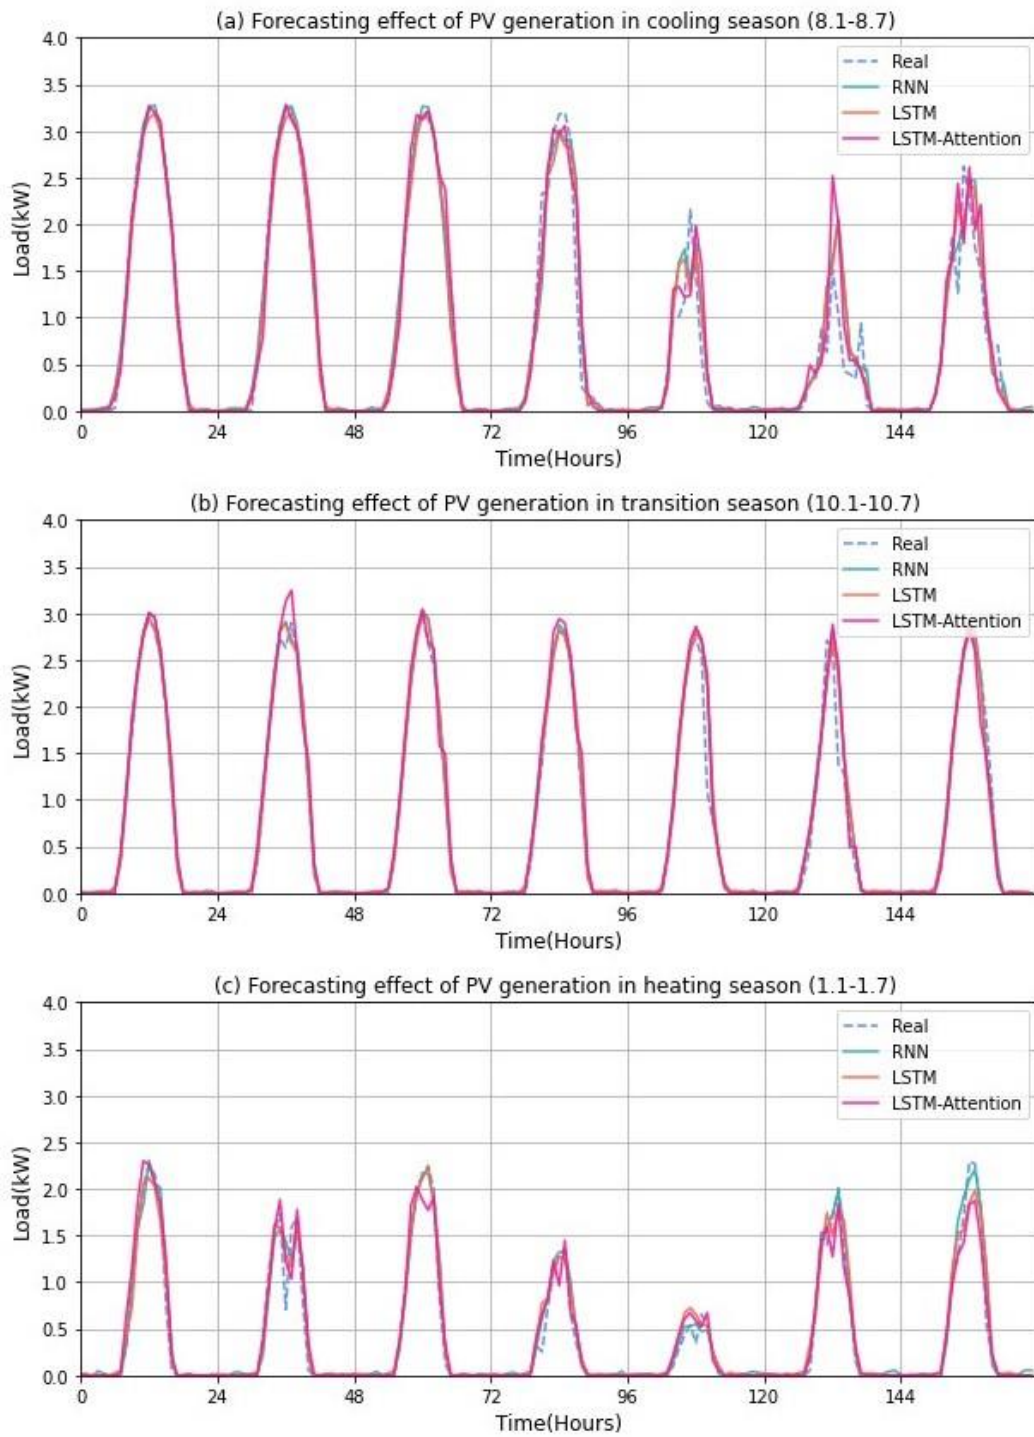 (a) Forecasting effect of PV generation in cooling season (8.1-8.7)
4.0
3.5
3.0
2.5
2.0
1.5
1.0
0.5
0.0
Load(kW)
Real
RNN
LSTM
LSTM-Attention
0 24 48 72 96 120 144
Time(Hours)
(b) Forecasting effect of PV generation in transition season (10.1-10.7)
4.0
3.5
3.0
2.5
2.0
1.5
1.0
0.5
0.0
Load(kW)
Real
RNN
LSTM
LSTM-Attention
0 24 48 72 96 120 144
Time(Hours)
(c) Forecasting effect of PV generation in heating season (1.1-1.7)
4.0
3.5
3.0
2.5
2.0
1.5
1.0
0.5
0.0
Load(kW)
Real
RNN
LSTM
LSTM-Attention
0 24 48 72 96 120 144
Time(Hours)